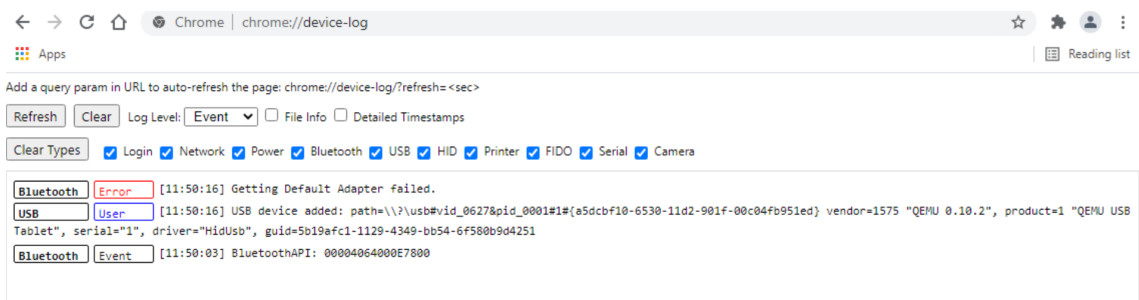 Chrome | chrome://device-log
Apps
Reading list
Add a query param in URL to auto-refresh the page: chrome://device-log/?refresh=<sec>
Refresh Clear Log Level: Event File Info Detailed Timestamps
Clear Types Login Network Power Bluetooth USB HID Printer FIDO Serial Camera
Bluetooth Error [11:50:16] Getting Default Adapter failed.
USB User [11:50:16] USB device added: path=\\?\usb#vid_0627&pid_0001#1#{a5dcbf10-6530-11d2-901f-00c04fb951ed} vendor=1575 "QEMU 0.10.2", product=1 "QEMU USB
Tablet", serial="1", driver="HidUsb", guid=5b19afc1-1129-4349-bb54-6f580b9d4251
Bluetooth Event [11:50:03] BluetoothAPI: 00004064000E7800